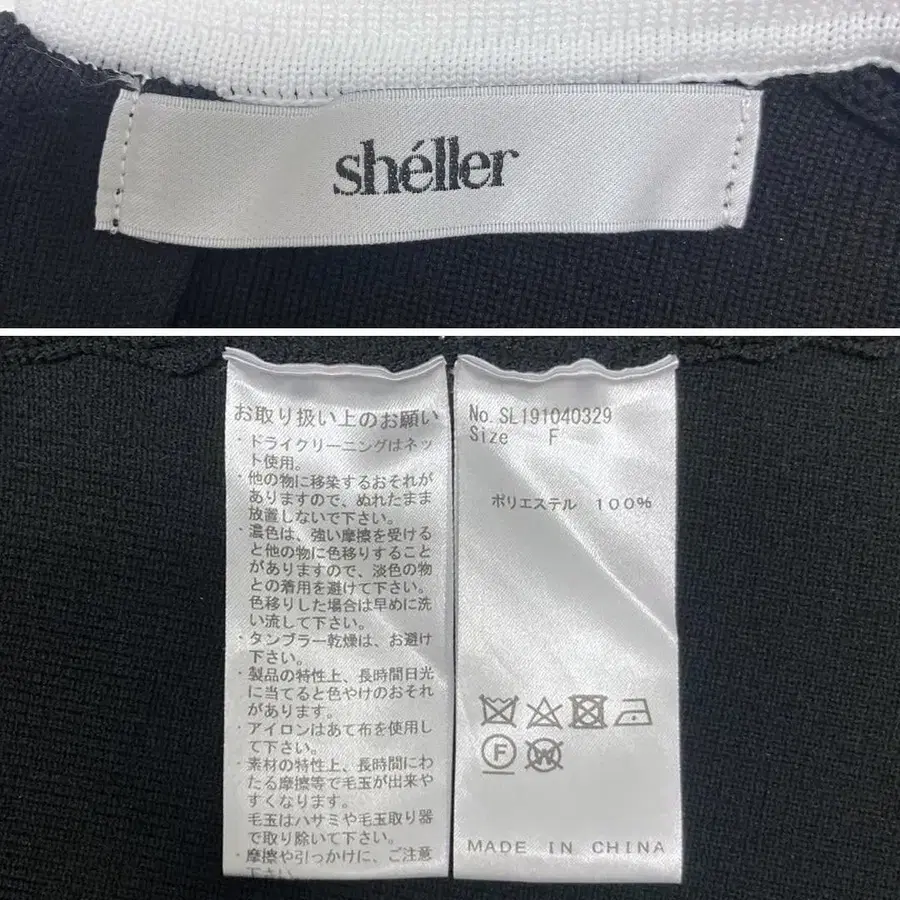 shéller
お取り扱い上のお願い
・ドライクリーニングはネッ
ト使用。
・他の物に移染するおそれが
ありますので、ぬれたまま
放置しないで下さい。
・濃色は、強い摩擦を受ける
と他の物に色移りすること
がありますので、淡色の物
との着用を避けて下さい。
色移りした場合は早めに洗
い流して下さい。
・タンブラー乾燥は、お避け
下さい。
・製品の特性上、長時間日光
に当てると色やけのおそれ
があります。
・アイロンはあて布を使用し
て下さい。
・素材の特性上、長時間にわ
たる摩擦等で毛玉が出来や
すくなります。
毛玉はハサミや毛玉取り器
で取り除いて下さい。
・摩擦や引っかけに、ご注意
下さい。
No. SL191040329
Size F
ポリエステル 100%
F W
MADE IN CHINA